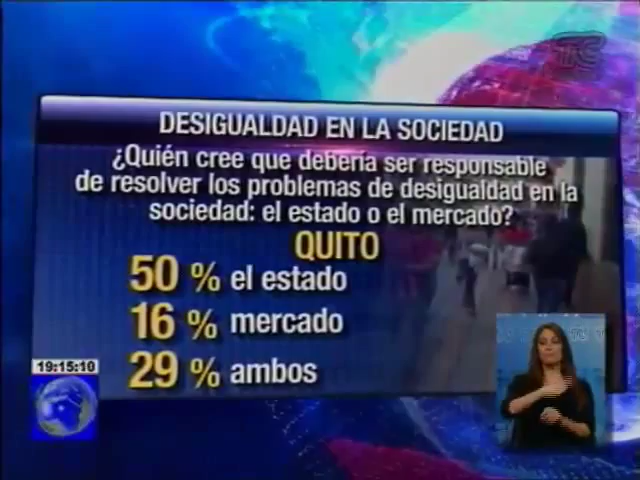 TC
DESIGUALDAD EN LA SOCIEDAD
¿Quién cree que debería ser responsable
de resolver los problemas de desigualdad en la
sociedad: el estado o el mercado?
QUITO
50 % el estado
16 % mercado
29 % ambos
19:15:10